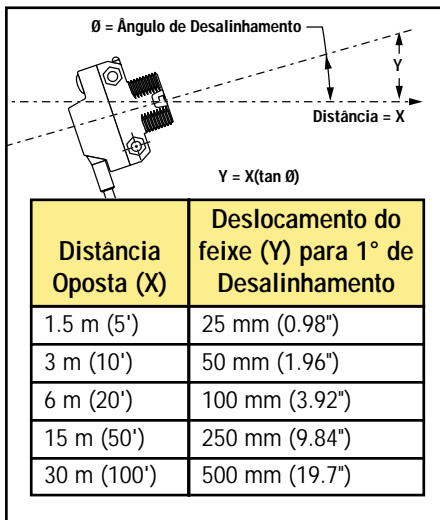 Ø = Ângulo de Desalinhamento
Y
Distância = X
Y = X(tan Ø)
Distância
Oposta (X)
Deslocamento do
feixe (Y) para 1° de
Desalinhamento
1.5 m (5')
25 mm (0.98")
3 m (10')
50 mm (1.96")
6 m (20')
100 mm (3.92")
15 m (50')
250 mm (9.84")
30 m (100')
500 mm (19.7")